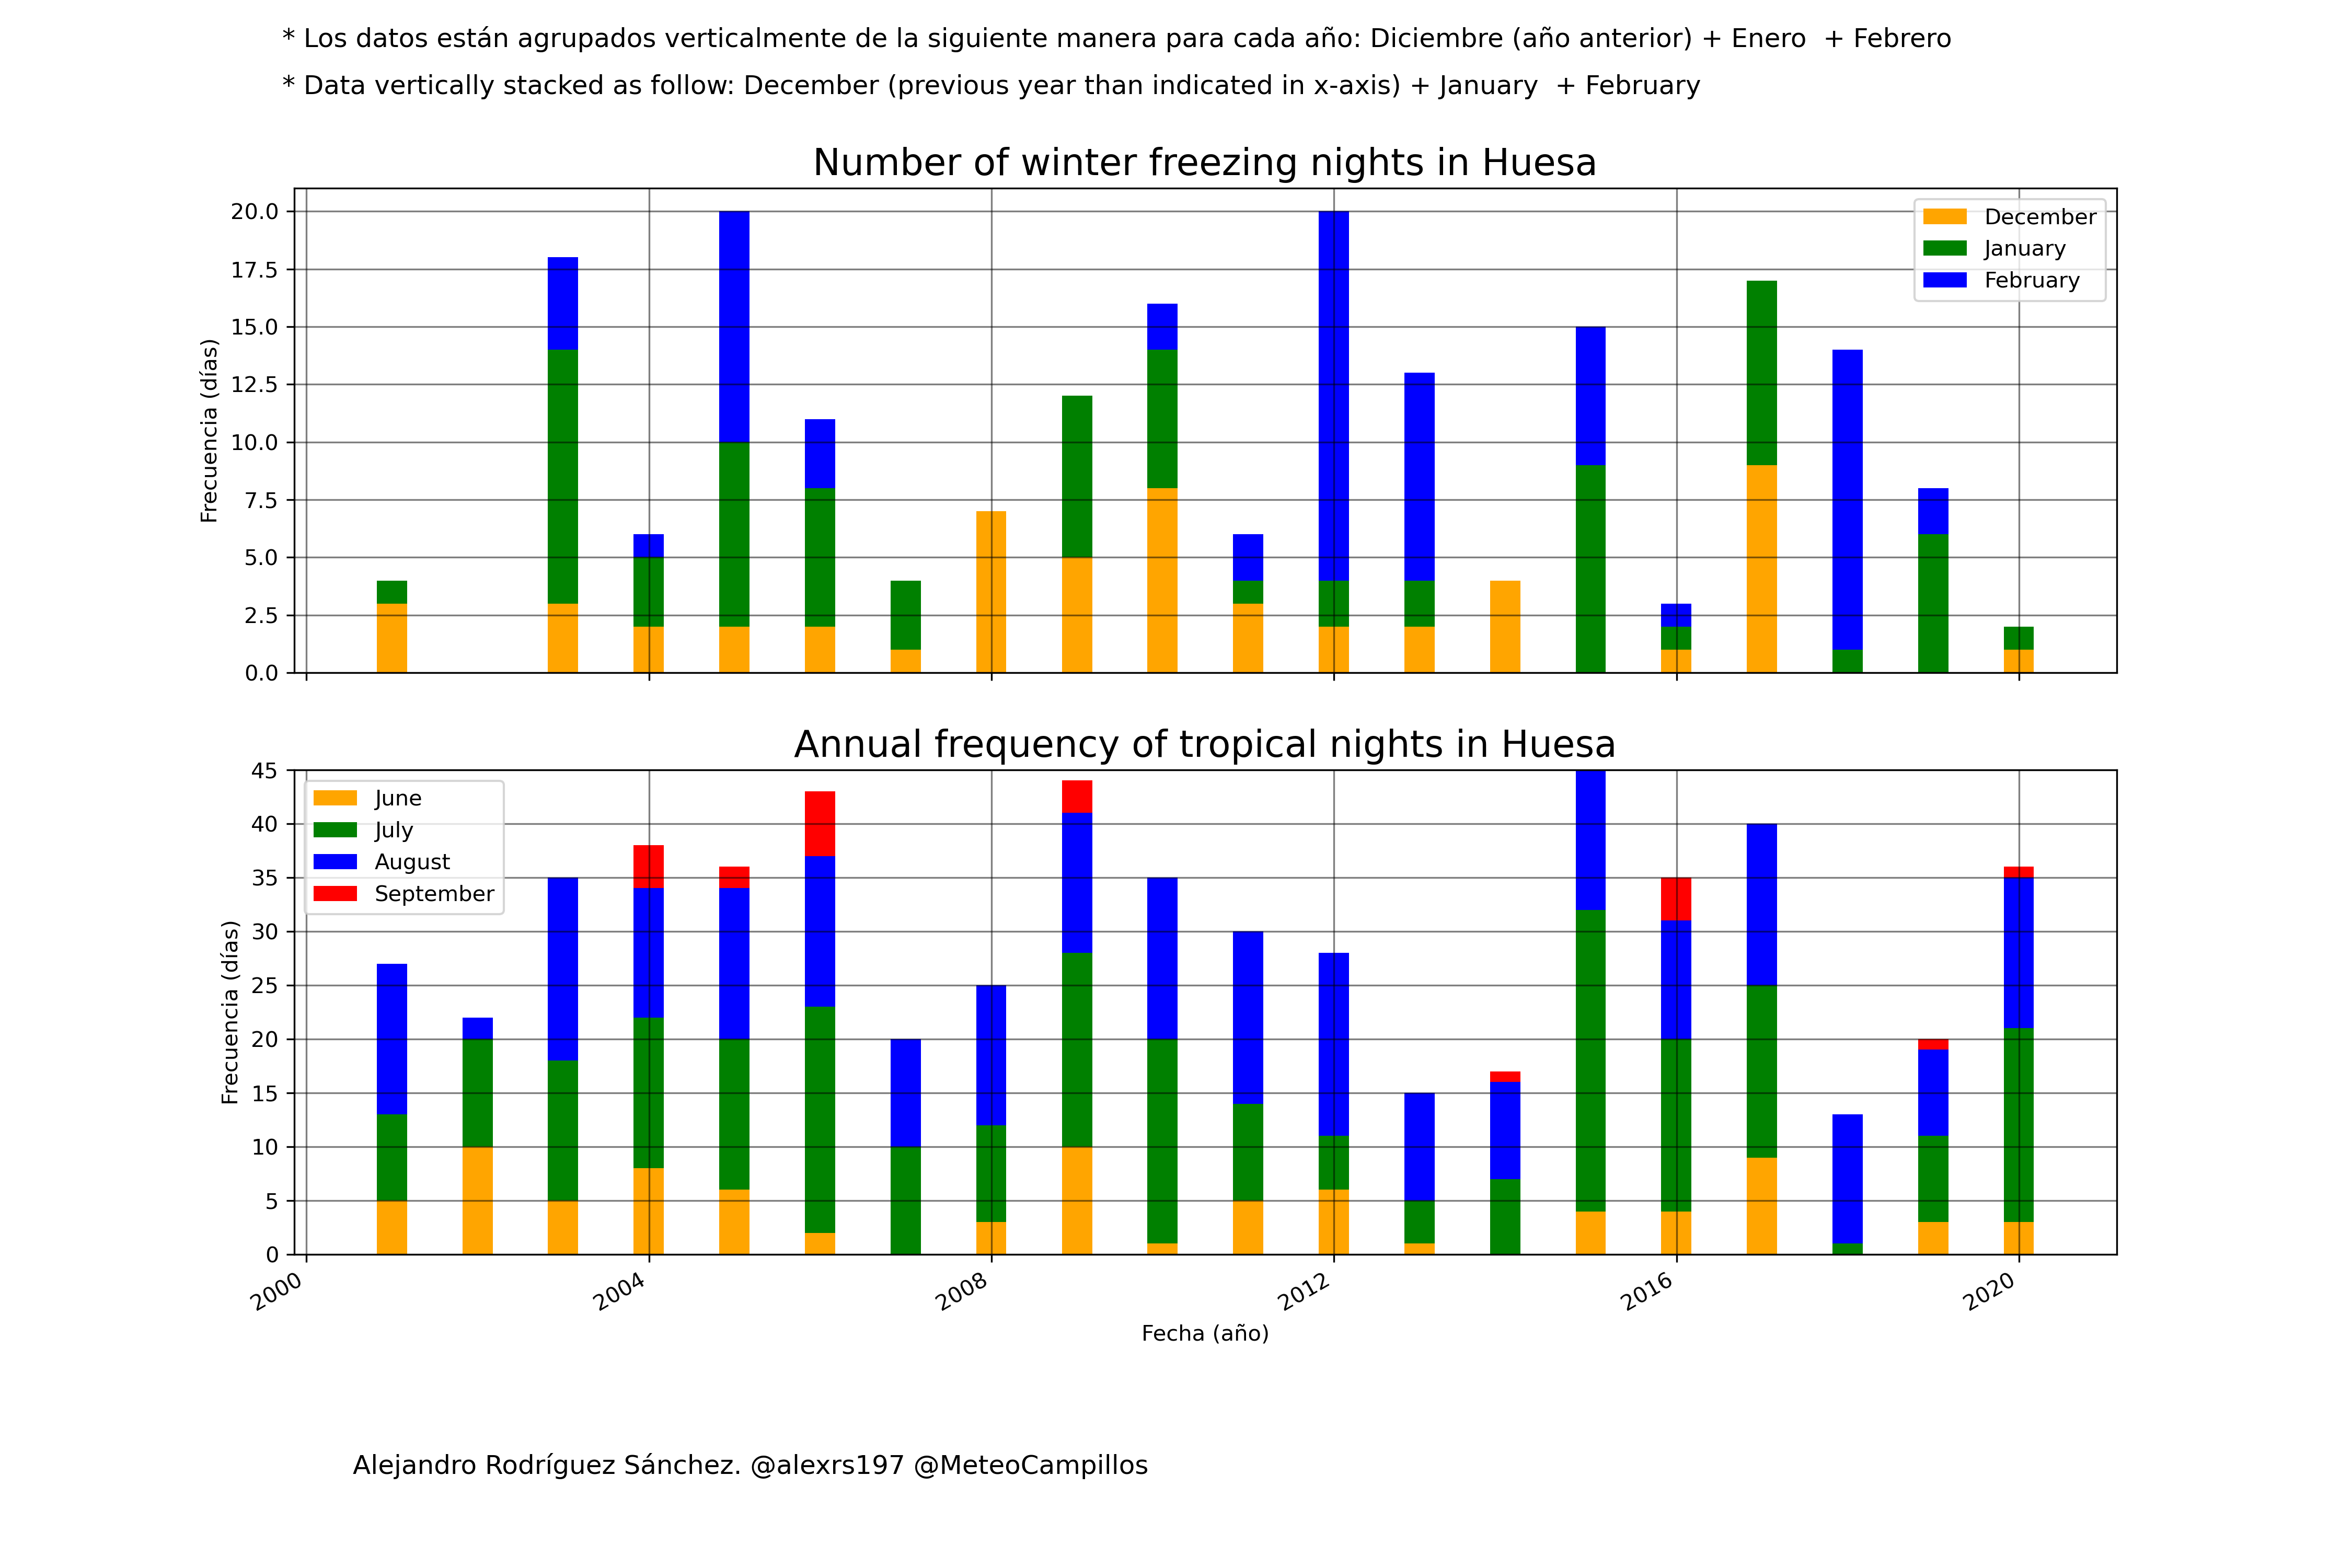 * Los datos están agrupados verticalmente de la siguiente manera para cada año: Diciembre (año anterior) + Enero  + Febrero
* Data vertically stacked as follow: December (previous year than indicated in x-axis) + January  + February
Number of winter freezing nights in Huesa
Frecuencia (días)
20.0
17.5
15.0
12.5
10.0
7.5
5.0
2.5
0.0
December
January
February
Annual frequency of tropical nights in Huesa
Frecuencia (días)
45
40
35
30
25
20
15
10
5
0
June
July
August
September
2000
2004
2008
2012
2016
2020
Fecha (año)
Alejandro Rodríguez Sánchez. @alexrs197 @MeteoCampillos